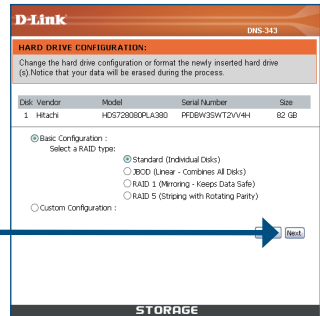 D-Link
DNS-343
HARD DRIVE CONFIGURATION:
Change the hard drive configuration or format the newly inserted hard drive
(s).Notice that your data will be erased during the process.
Disk Vendor Model Serial Number Size
1 Hitachi HDS728080PLA380 PFDBW3SWT2VV4H 82 GB
Basic Configuration :
Select a RAID type:
Standard (Individual Disks)
JBOD (Linear - Combines All Disks)
RAID 1 (Mirroring - Keeps Data Safe)
RAID 5 (Striping with Rotating Parity)
Custom Configuration :
Next
STORAGE